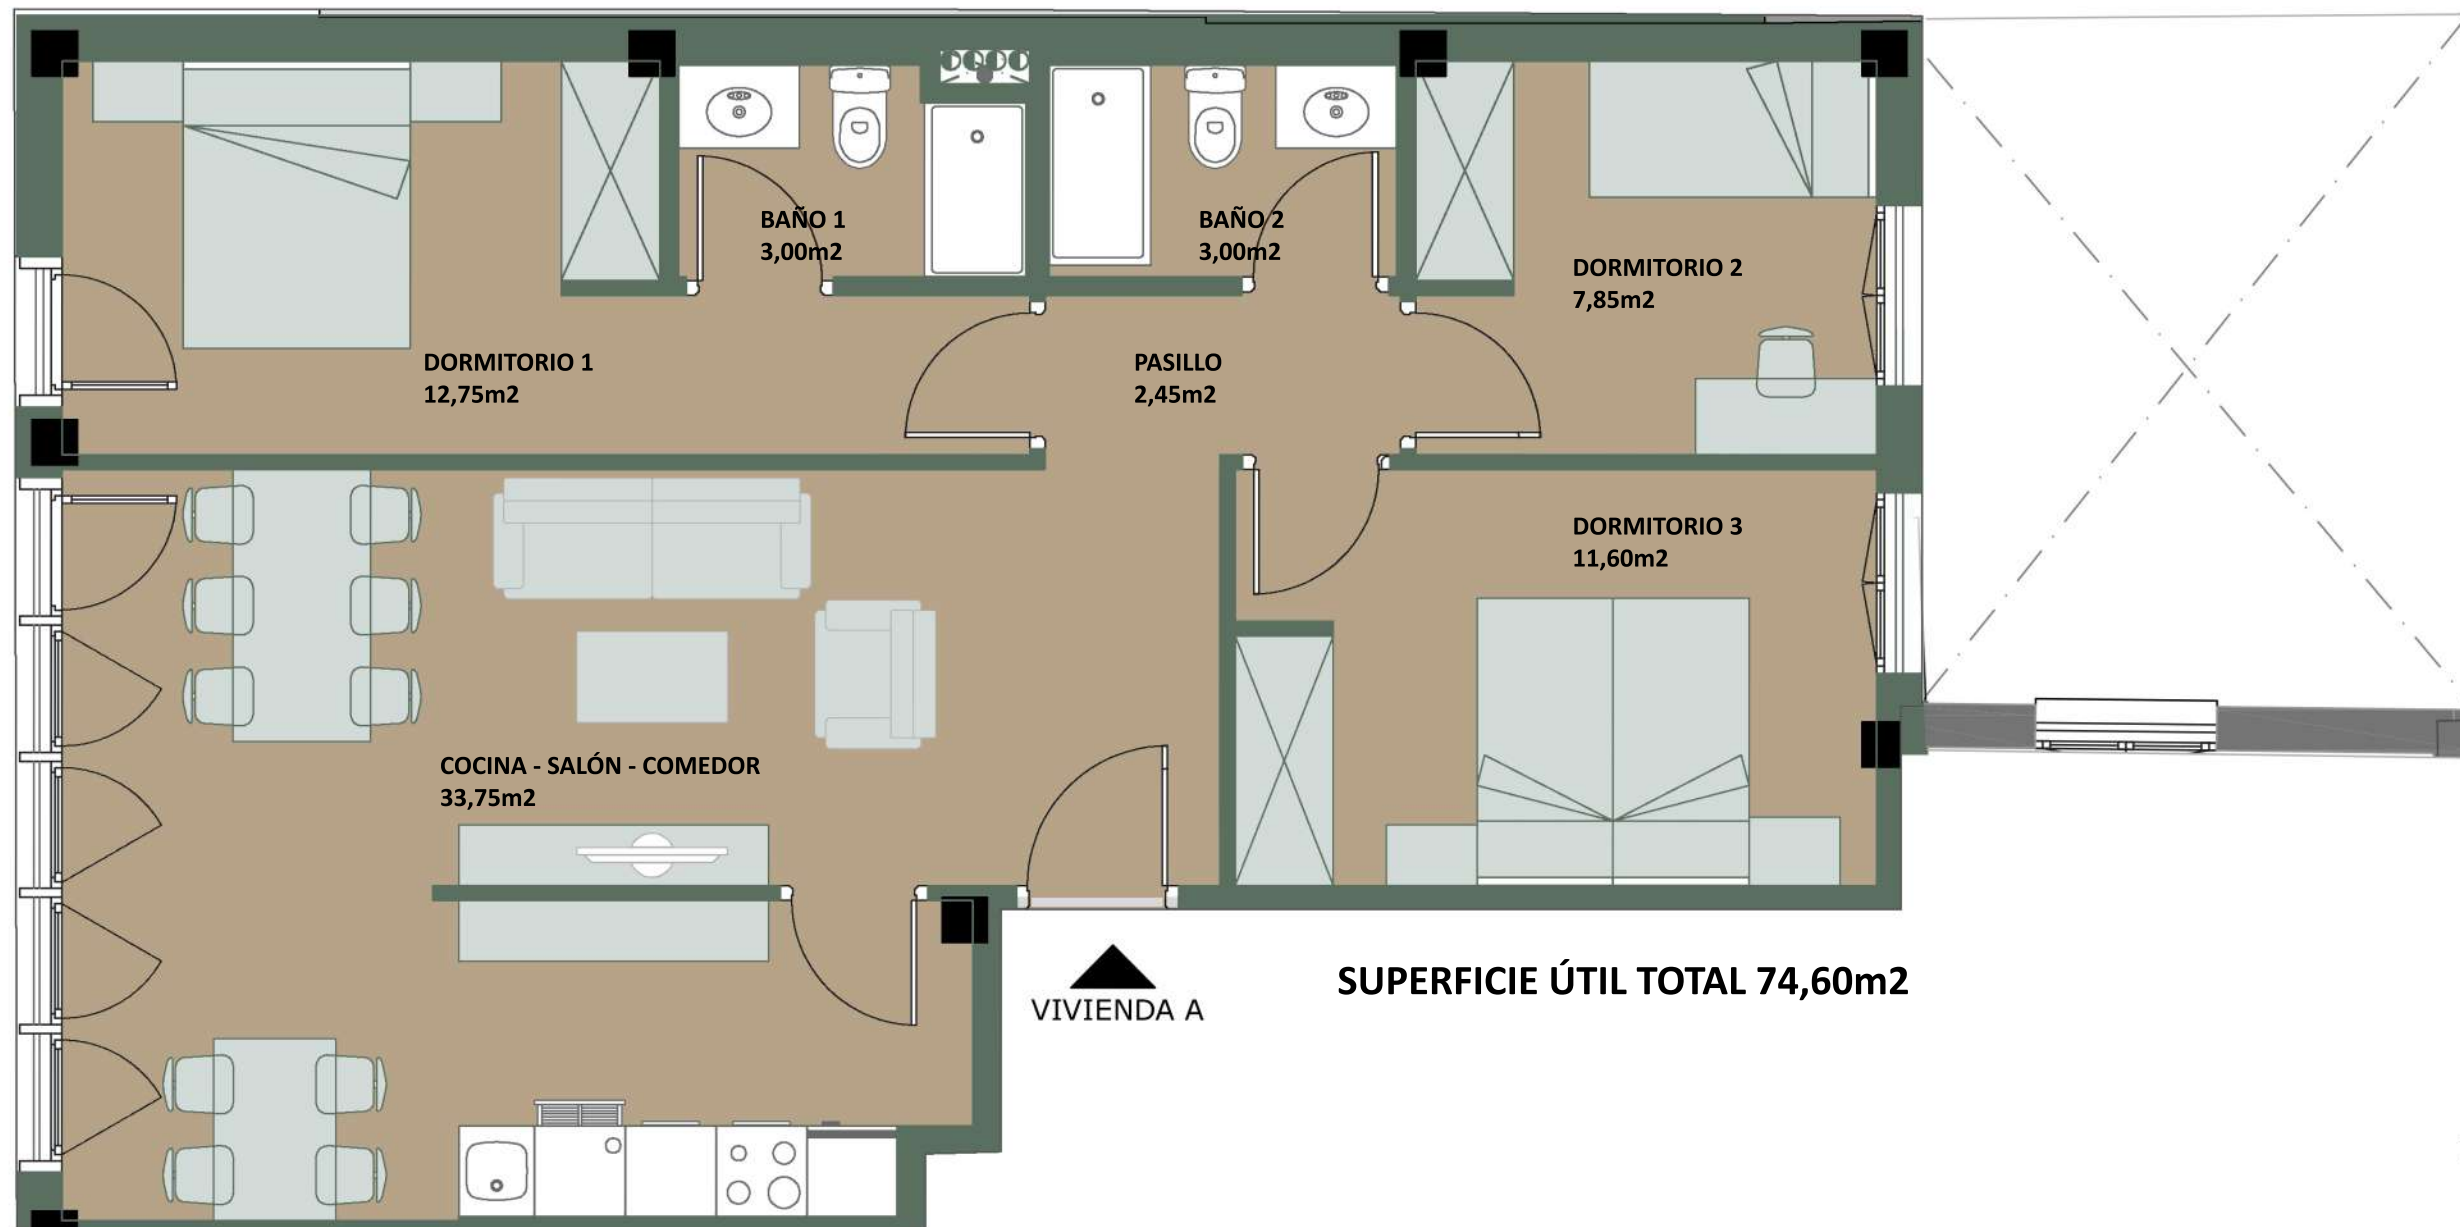 BAÑO 1
3,00m2
BAÑO 2
3,00m2
DORMITORIO 2
7,85m2
DORMITORIO 1
12,75m2
PASILLO
2,45m2
DORMITORIO 3
11,60m2
COCINA - SALÓN - COMEDOR
33,75m2
SUPERFICIE ÚTIL TOTAL 74,60m2
VIVIENDA A